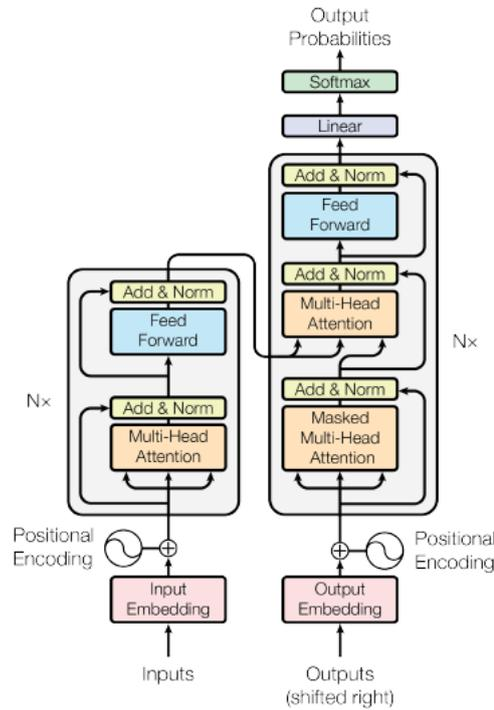 Output
Probabilities
Softmax
Linear
Add & Norm
Feed
Forward
Add & Norm
Multi-Head
Attention
Add & Norm
Masked
Multi-Head
Attention
Nx
Add & Norm
Feed
Forward
Add & Norm
Multi-Head
Attention
Nx
Positional
Encoding
Positional
Encoding
Input
Embedding
Output
Embedding
Inputs
Outputs
(shifted right)